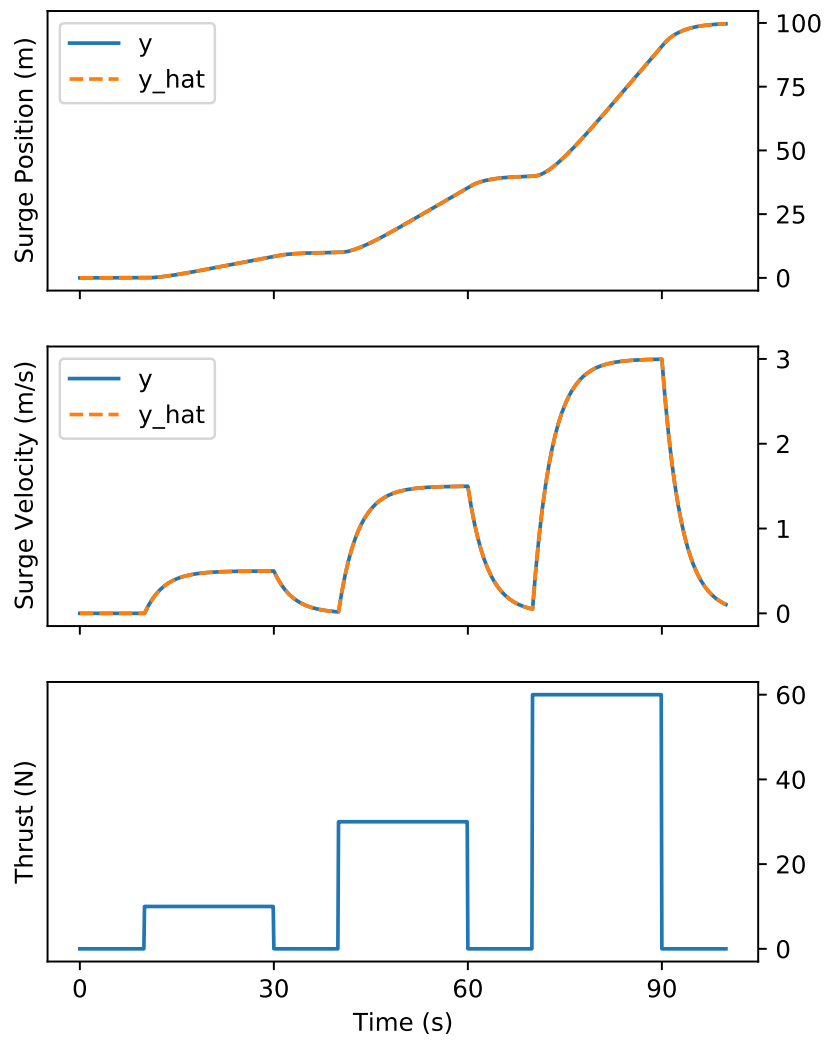 Surge Position (m)
y
y_hat
100
75
50
25
0
Surge Velocity (m/s)
y
y_hat
3
2
1
0
Thrust (N)
60
40
20
0
0 30 60 90
Time (s)